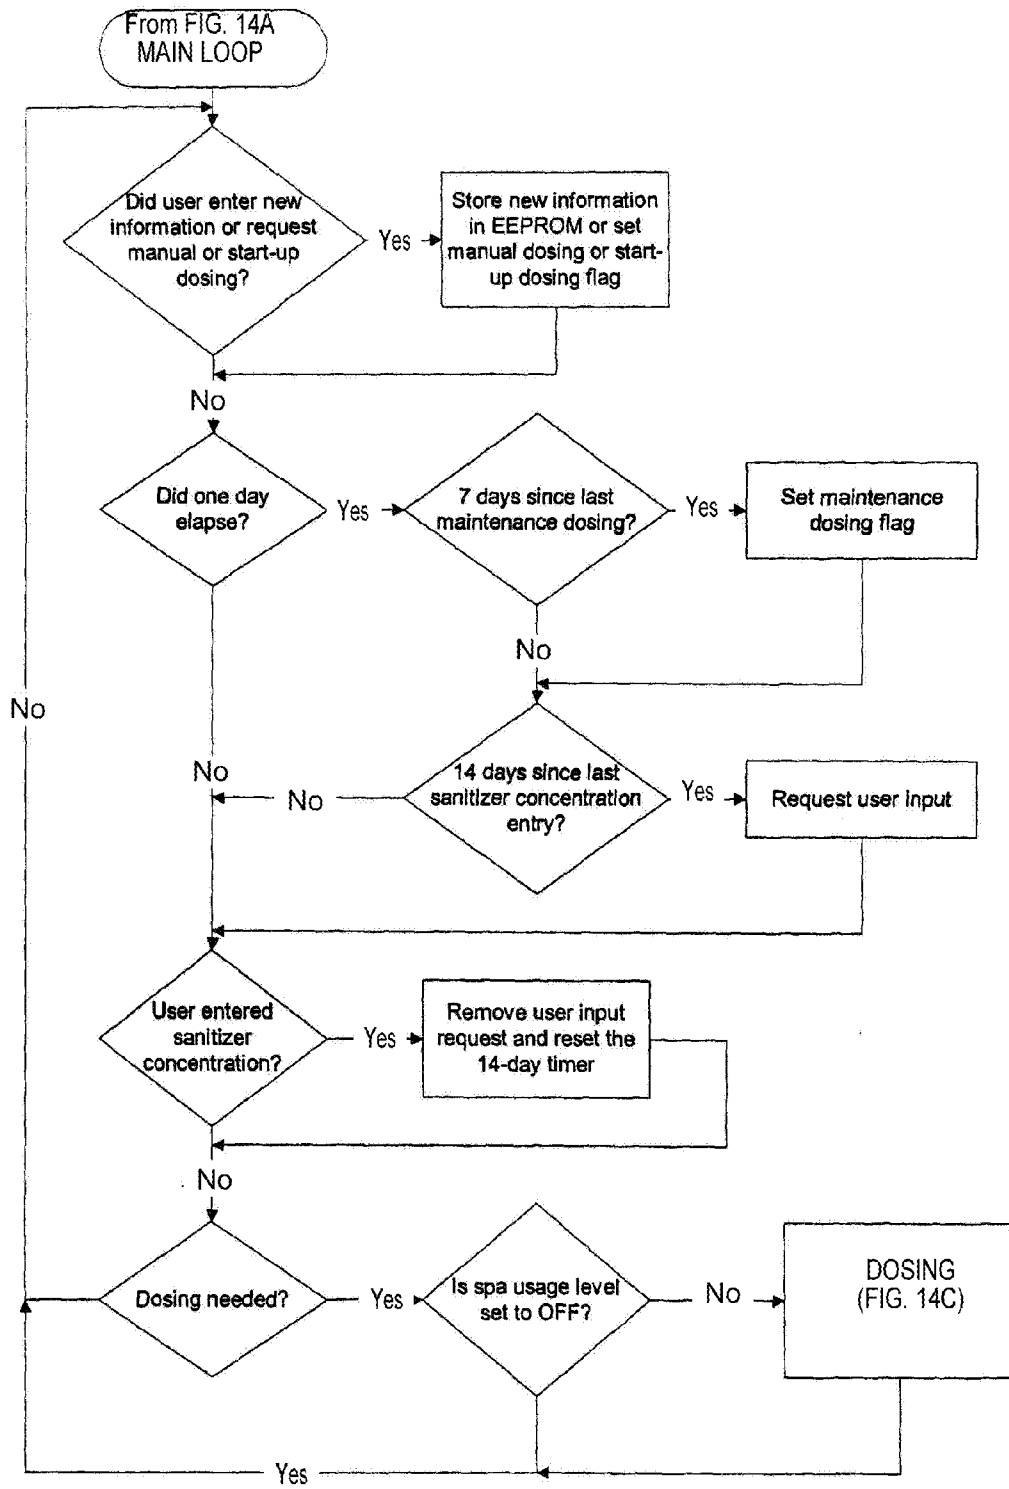 From FIG. 14A
MAIN LOOP
Did user enter new
information or request
manual or start-up
dosing?
Yes
Store new information
in EEPROM or set
manual dosing or start-
up dosing flag
No
Did one day
elapse?
Yes
7 days since last
maintenance dosing?
Yes
Set maintenance
dosing flag
No
No
No
14 days since last
sanitizer concentration
entry?
Yes
Request user input
No
User entered
sanitizer
concentration?
Yes
Remove user input
request and reset the
14-day timer
No
Dosing needed?
Yes
Is spa usage level
set to OFF?
No
DOSING
(FIG. 14C)
Yes